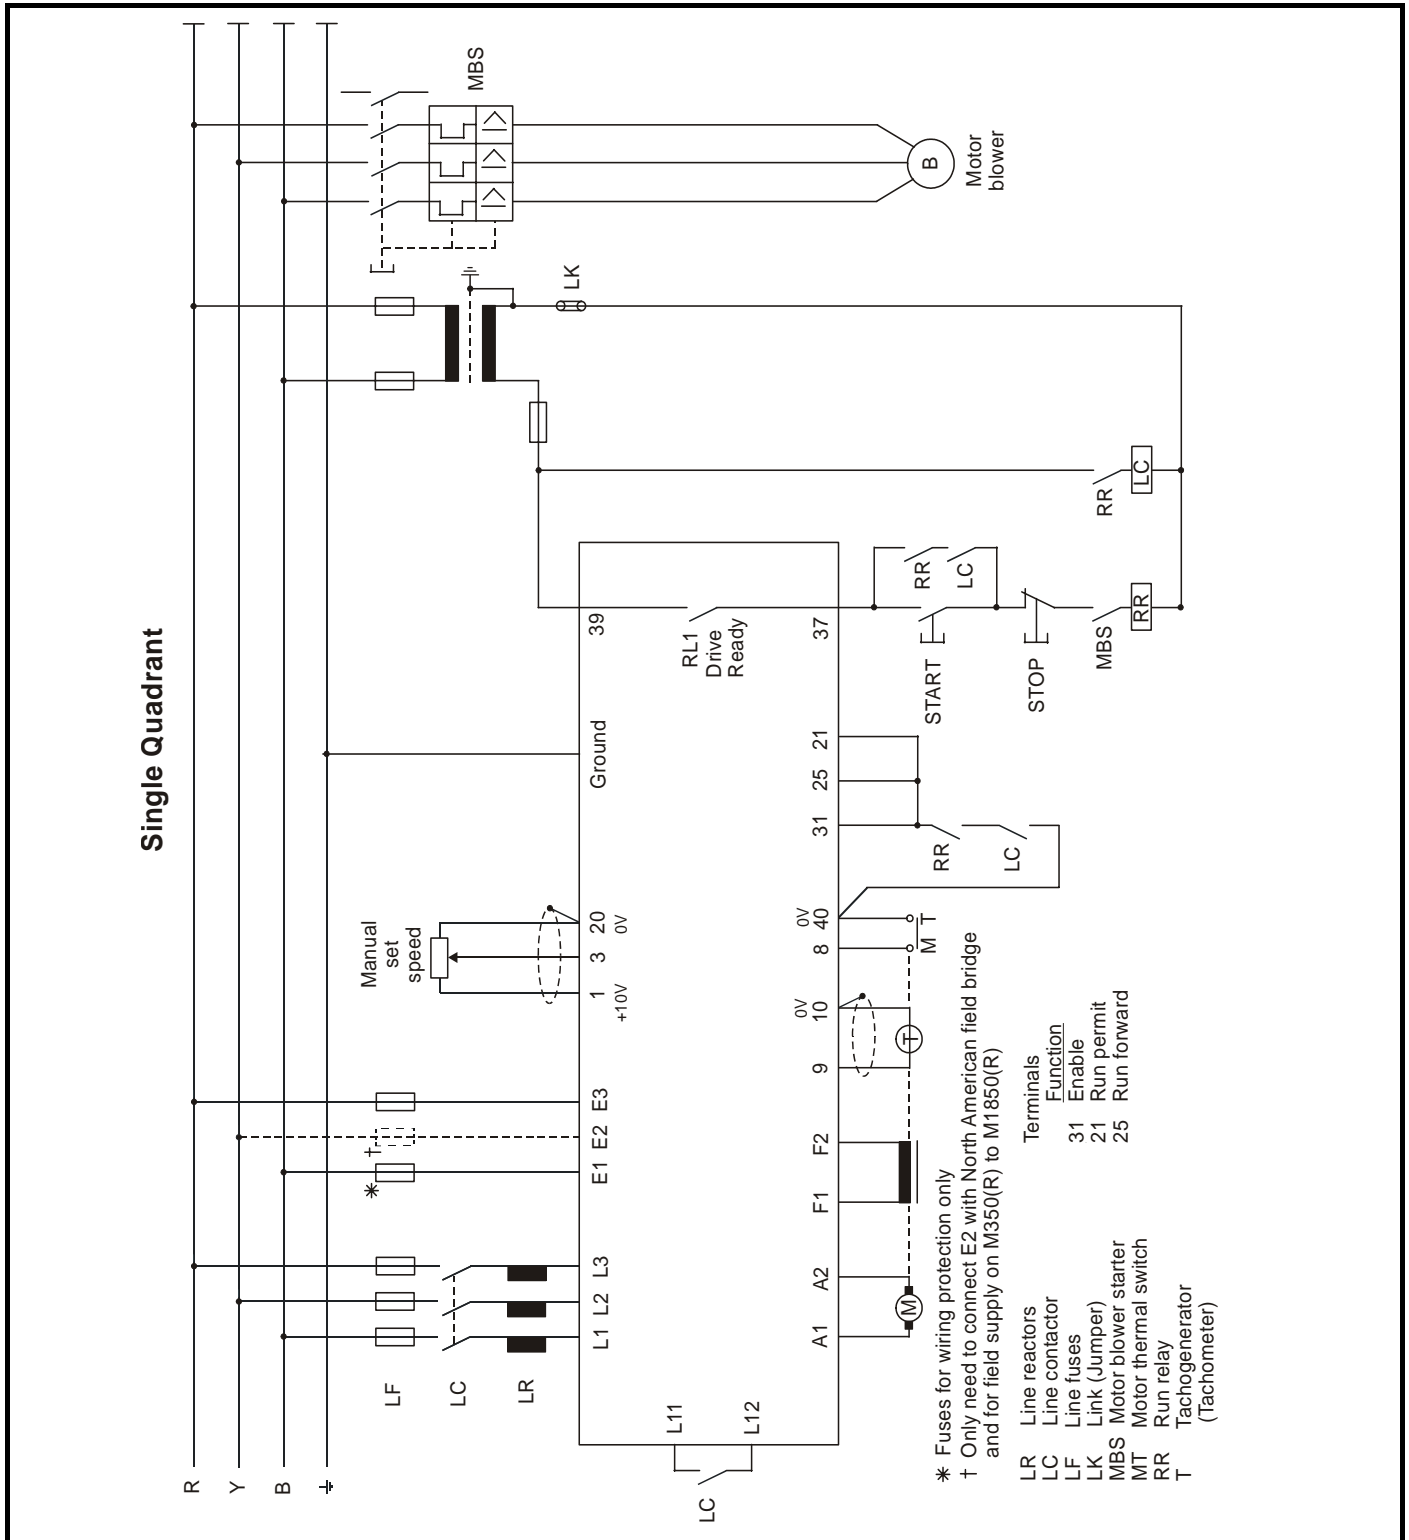 Single Quadrant
R
Y
B
MBS
B
Motor
blower
LK
RR
LC
RR
LC
39
RL1
Drive
Ready
37
START
STOP
MBS
RR
Ground
21
25
31
RR
LC
Manual
set
speed
20
0V
3
1
+10V
0V
40
8
M T
0V
10
9
T
E3
E2
E1
†
*
F2
F1
L3
L2
L1
A2
A1
M
LF
LC
LR
L11
L12
LC
* Fuses for wiring protection only
† Only need to connect E2 with North American field bridge
and for field supply on M350(R) to M1850(R)
LR Line reactors
LC Line contactor
LF Line fuses
LK Link (Jumper)
MBS Motor blower starter
MT Motor thermal switch
RR Run relay
T Tachogenerator
(Tachometer)
Terminals
Function
31 Enable
21 Run permit
25 Run forward